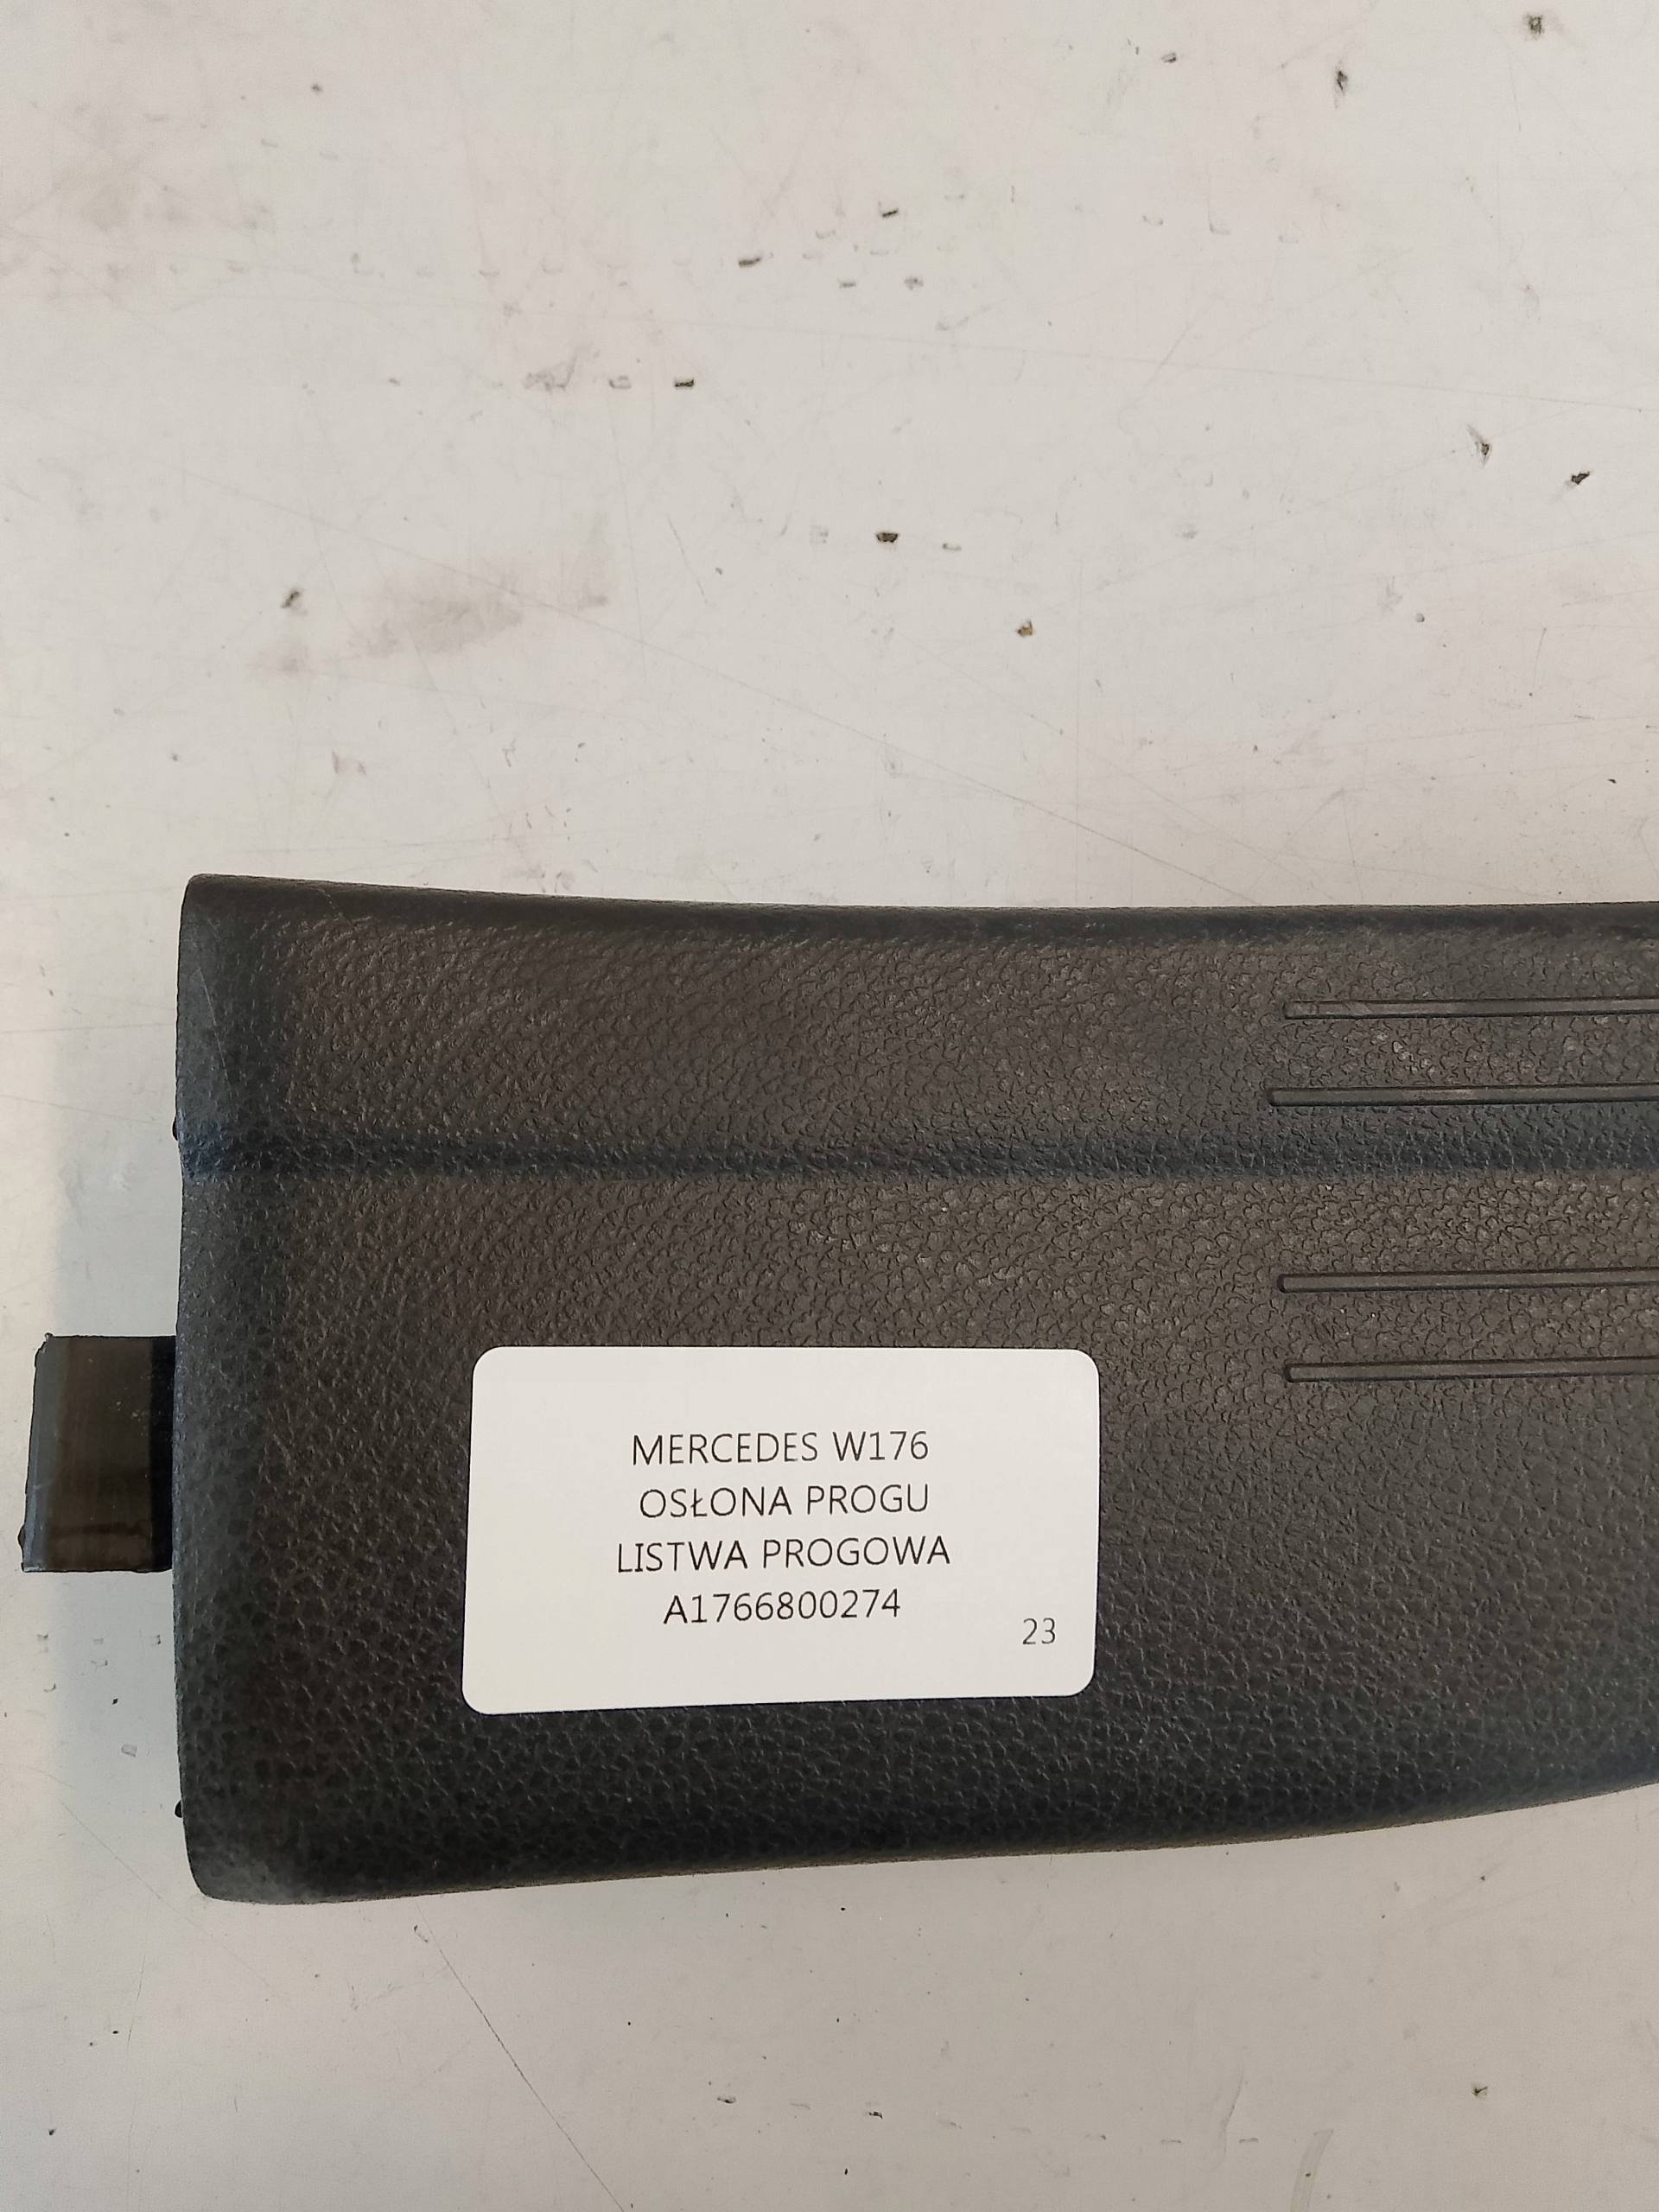 MERCEDES W176
OSŁONA PROGU
LISTWA PROGOWA
A1766800274
23